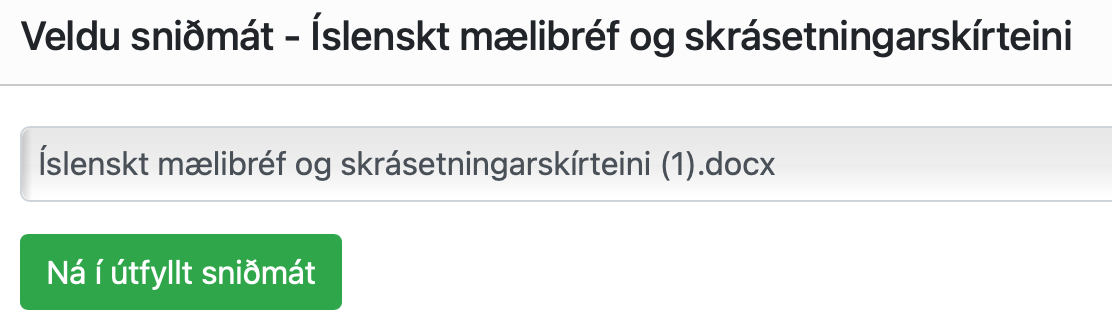 Veldu sniðmát - Íslenskt mælibréf og skrásetningarskírteini
Íslenskt mælibréf og skrásetningarskírteini (1).docx
Ná í útfyllt sniðmát